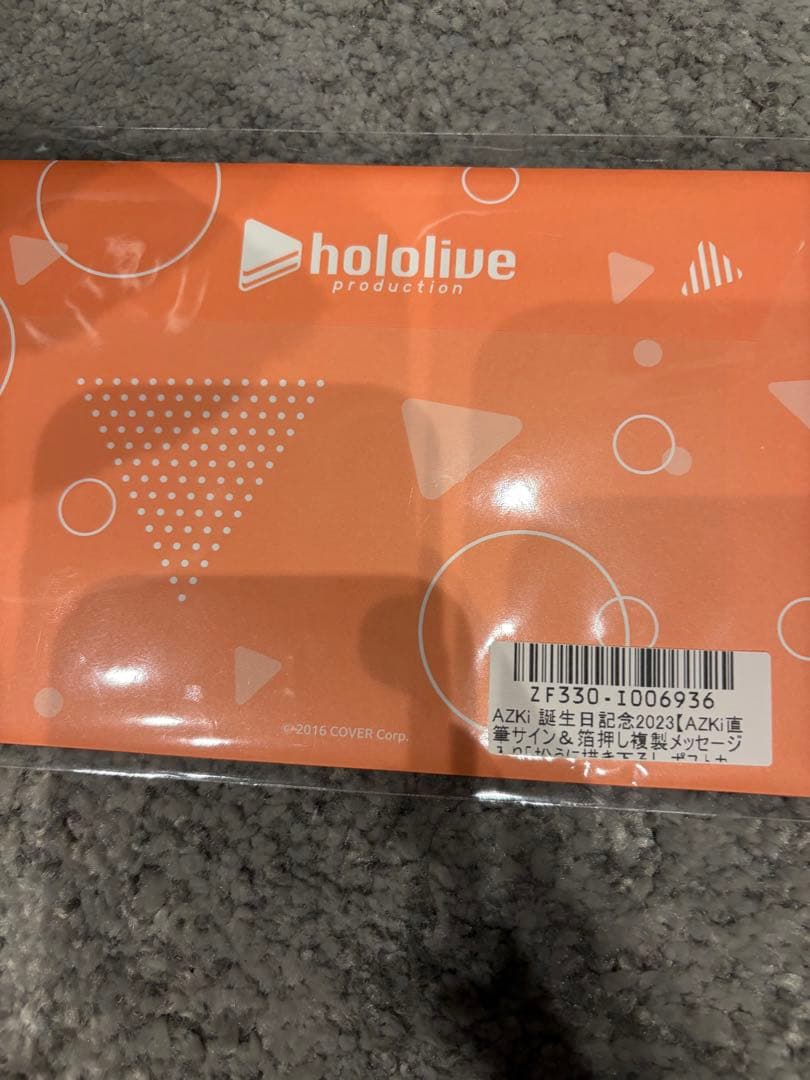 hololive
production
ZF330-I006936
AZKi 誕生日記念2023【AZKi直
筆サイン＆箔押し複製メッセージ
©2016 COVER Corp.